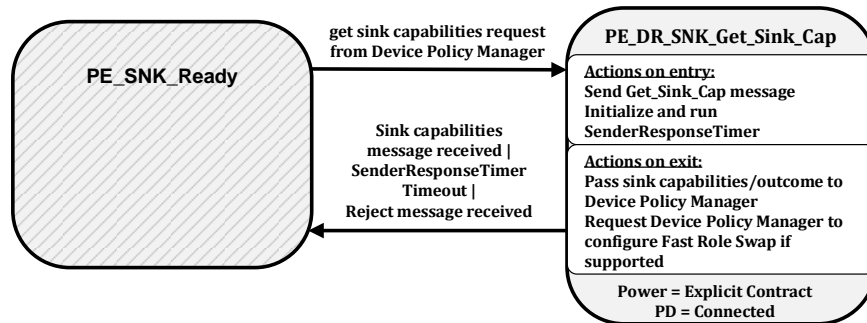 PE_SNK_Ready
get sink capabilities request
from Device Policy Manager
Sink capabilities
message received |
SenderResponseTimer
Timeout |
Reject message received
PE_DR_SNK_Get_Sink_Cap
Actions on entry:
Send Get_Sink_Cap message
Initialize and run
SenderResponseTimer
Actions on exit:
Pass sink capabilities/outcome to
Device Policy Manager
Request Device Policy Manager to
configure Fast Role Swap if
supported
Power = Explicit Contract
PD = Connected